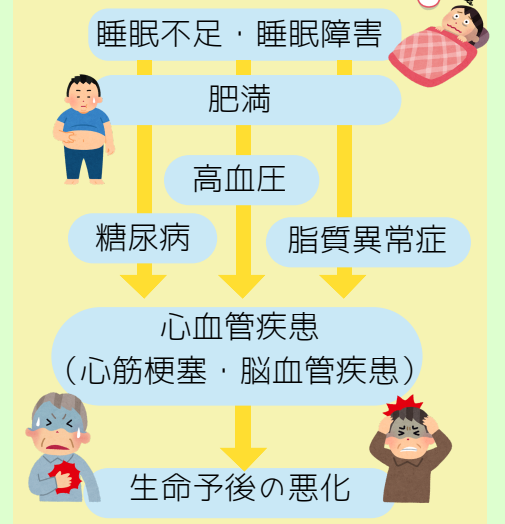 睡眠不足・睡眠障害
肥満
高血圧
糖尿病
脂質異常症
心血管疾患
（心筋梗塞・脳血管疾患）
生命予後の悪化